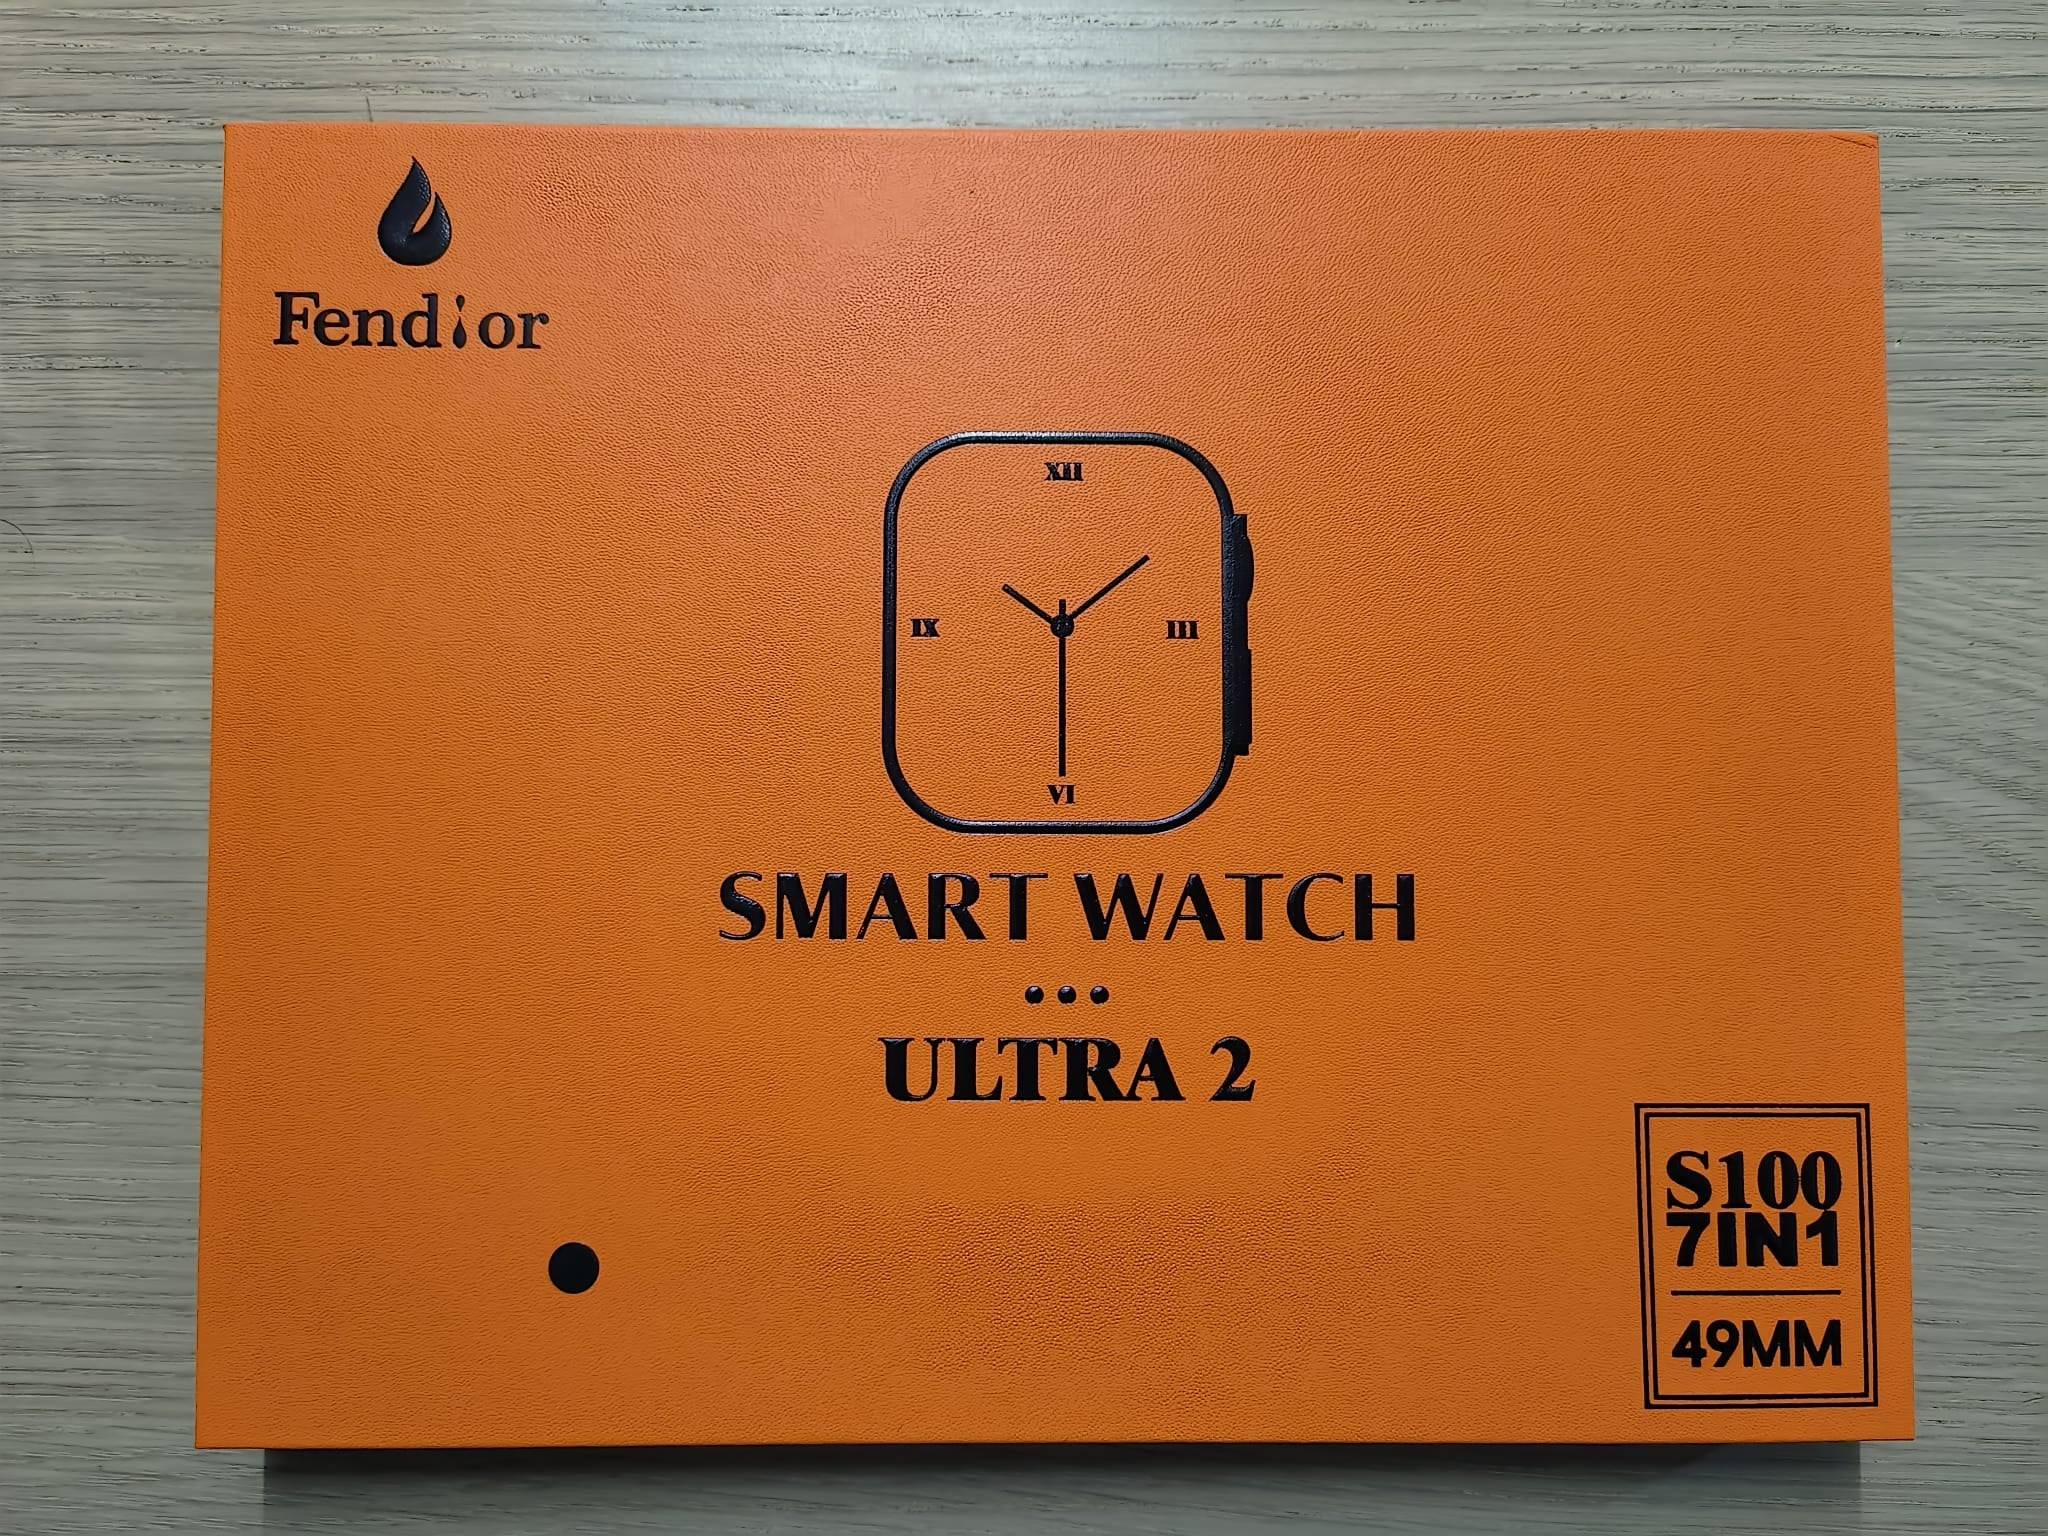 Fendior
XII
IX
III
VI
SMART WATCH
ULTRA 2
S100
7IN1
49MM